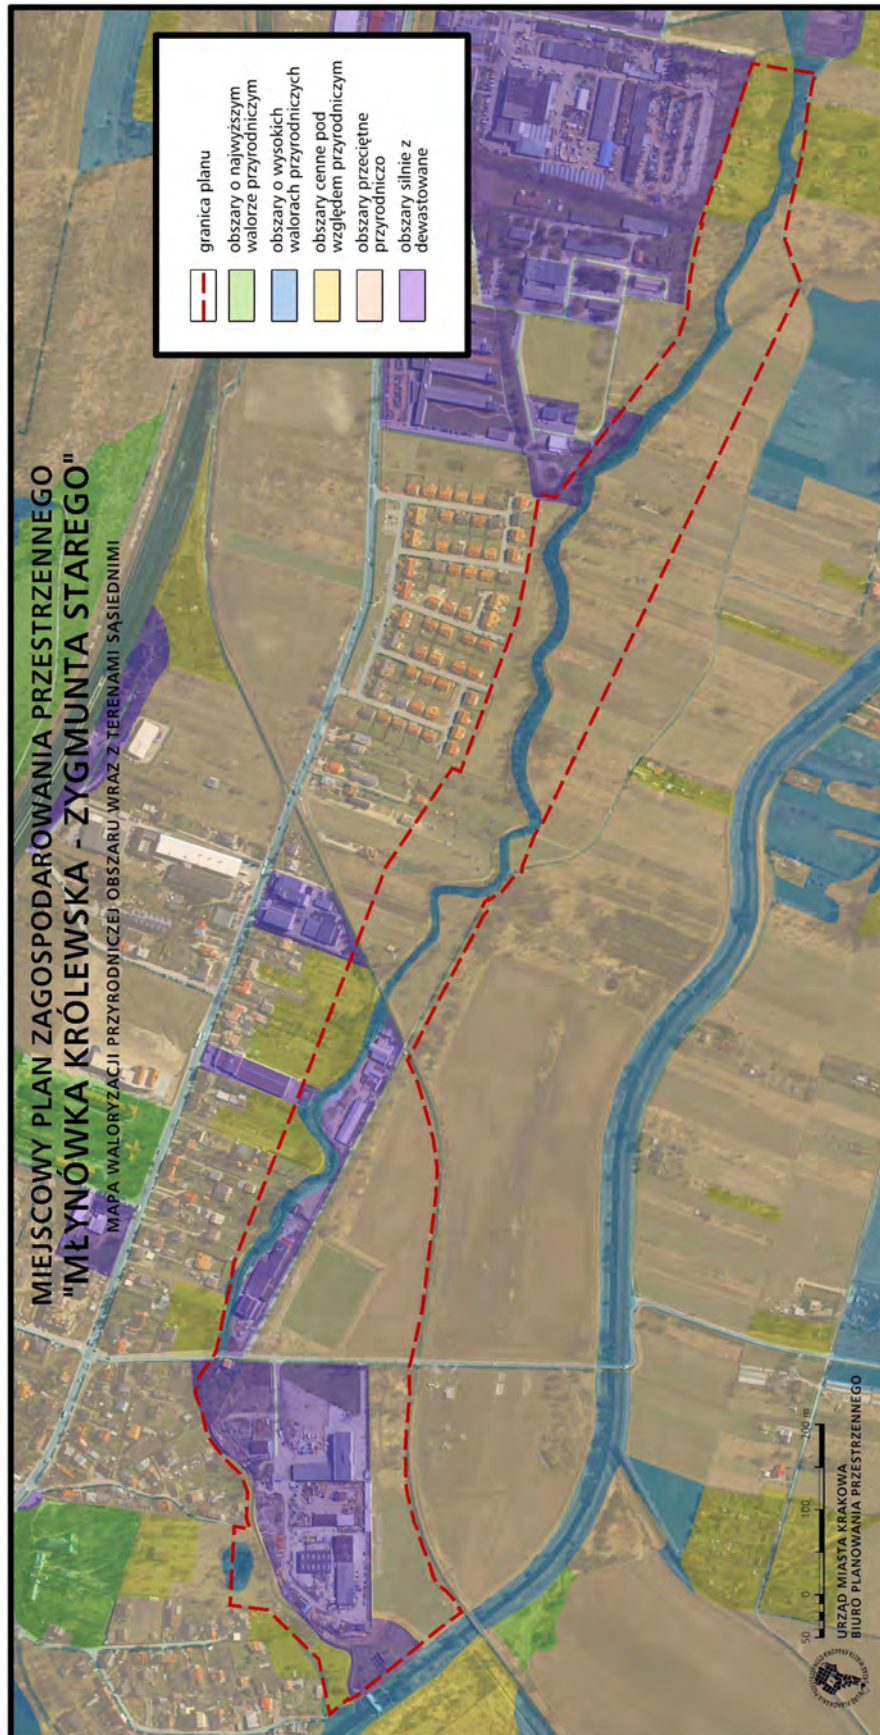 MIEJSCOWY PLAN ZAGOSPODAROWANIA PRZESTRZENNEGO
"MŁYNÓWKA KRÓLEWSKA - ZYGMUNTA STAREGO"
MAPA WALORYZACJI PRZYRODNICZEJ OBSZARU WRAZ Z TERENAMI SĄSIEDNIMI
granica planu
obszary o najwyższym
walorze przyrodniczym
obszary o wysokich
walorach przyrodniczych
obszary cenne pod
względem przyrodniczym
obszary przeciętne
przyrodniczo
obszary silnie z
dewastowane
50 0 100 200 m
URZĄD MIASTA KRAKOWA
BIURO PLANOWANIA PRZESTRZENNEGO